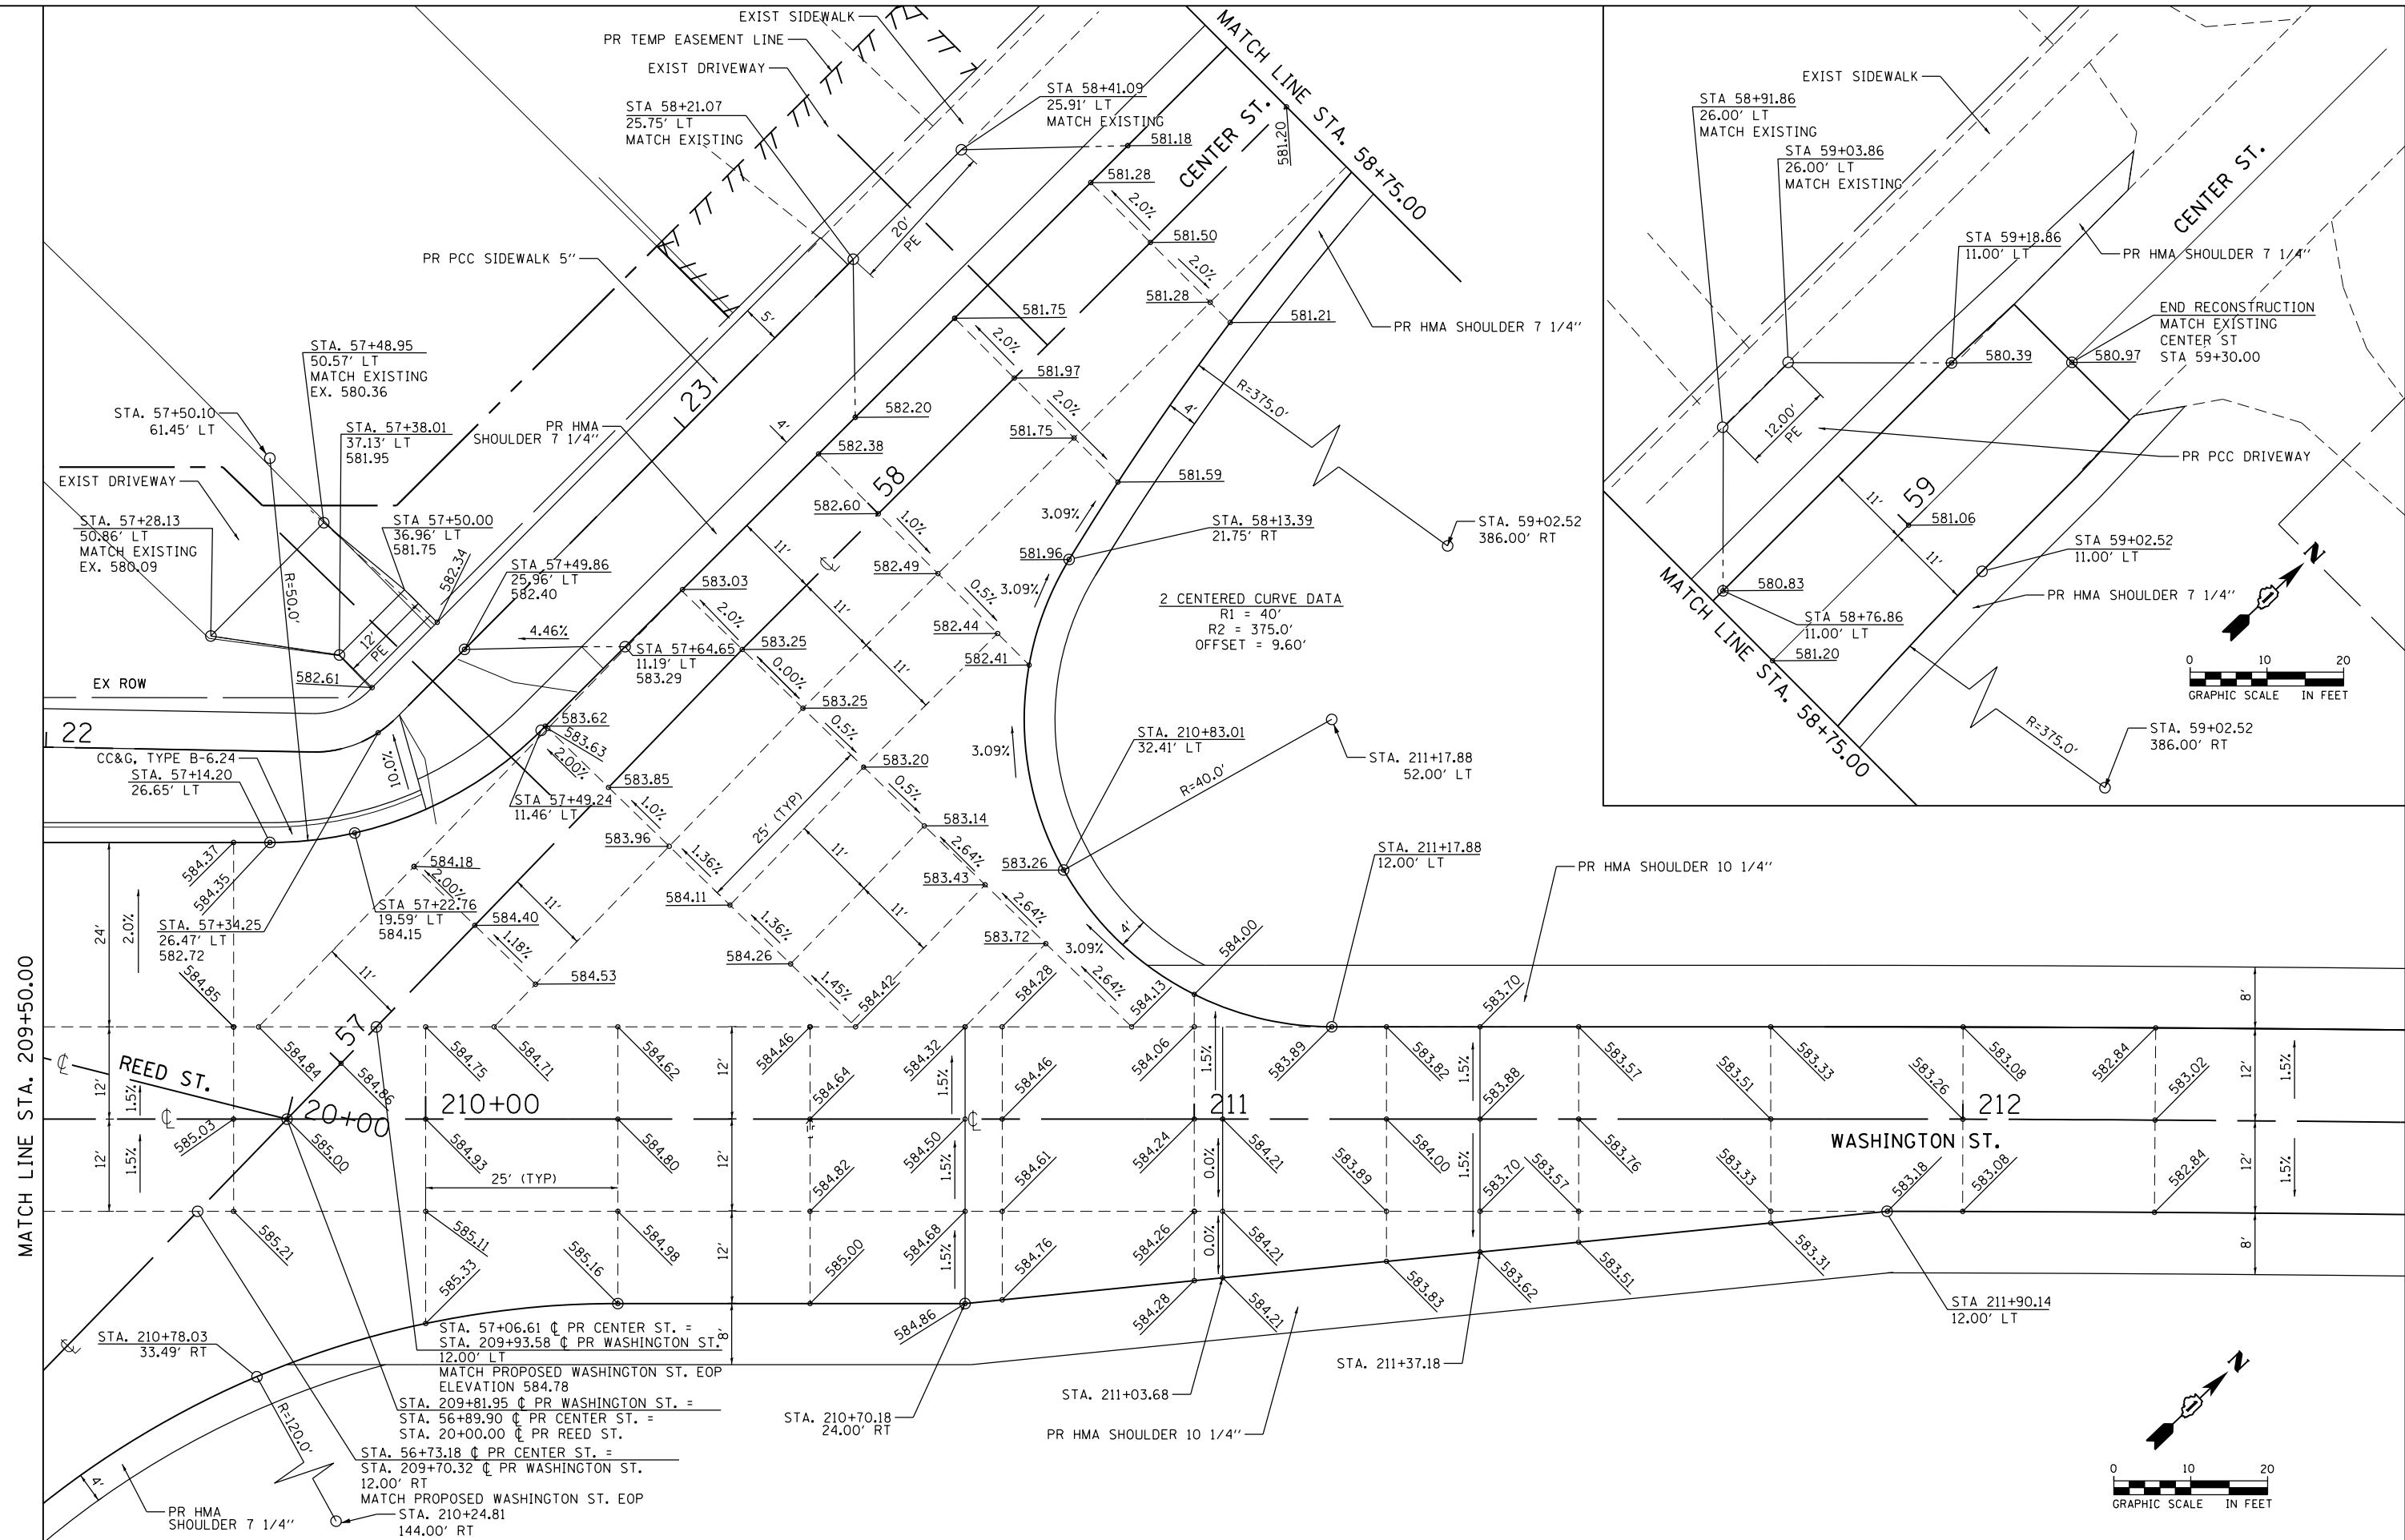 EXIST SIDEWALK
PR TEMP EASEMENT LINE
EXIST DRIVEWAY
STA 58+21.07
25.75' LT
MATCH EXISTING
STA 58+41.09
25.91' LT
MATCH EXISTING
581.18
MATCH LINE STA. 58+75.00
CENTER ST.
581.20
581.28
2.0%
581.50
2.0%
581.28
581.21
20'
PE
PR PCC SIDEWALK 5"
5'
23
4'
581.75
2.0%
581.97
2.0%
581.75
581.59
PR HMA SHOULDER 7 1/4"
R=375.0'
4'
STA. 59+02.52
386.00' RT
STA. 57+48.95
50.57' LT
MATCH EXISTING
EX. 580.36
STA. 57+50.10
61.45' LT
STA. 57+38.01
37.13' LT
581.95
EXIST DRIVEWAY
STA. 57+28.13
50.86' LT
MATCH EXISTING
EX. 580.09
R=50.0'
STA 57+50.00
36.96' LT
581.75
582.34
PR HMA
SHOULDER 7 1/4"
582.20
582.38
58
582.60
1.0%
582.49
0.5%
582.44
582.41
3.09%
3.09%
3.09%
3.09%
STA. 58+13.39
21.75' RT
581.96
2 CENTERED CURVE DATA
R1 = 40'
R2 = 375.0'
OFFSET = 9.60'
STA 57+49.86
25.96' LT
582.40
12'
PE
582.61
4.46%
STA 57+64.65
11.19' LT
583.29
583.03
2.0%
583.25
0.00%
583.25
0.5%
583.20
0.5%
583.14
11'
11'
11'
℄
EX ROW
22
CC&G, TYPE B-6.24
STA. 57+14.20
26.65' LT
10.0%
583.62
583.63
2.00%
583.85
STA 57+49.24
11.46' LT
1.0%
583.96
1.36%
584.11
1.36%
584.26
1.45%
584.42
25' (TYP)
11'
11'
2.64%
583.43
2.64%
583.72
2.64%
584.13
583.26
STA. 210+83.01
32.41' LT
R=40.0'
STA. 211+17.88
52.00' LT
STA. 211+17.88
12.00' LT
4'
584.00
PR HMA SHOULDER 10 1/4"
MATCH LINE STA. 209+50.00
24'
2.0%
584.37
584.35
STA. 57+34.25
26.47' LT
582.72
STA 57+22.76
19.59' LT
584.15
584.18
2.00%
584.40
1.18%
584.53
11'
11'
584.85
584.84
57
584.86
584.75
584.71
584.62
584.46
584.32
584.28
584.06
583.89
583.82
583.70
583.57
583.33
583.08
582.84
8'
℄
REED ST.
12'
1.5%
℄
585.03
20+00
585.00
210+00
584.93
584.80
12'
584.64
584.82
1.5%
584.50
℄
584.46
584.61
584.24
1.5%
211
0.0%
584.21
1.5%
583.88
584.00
583.76
583.51
583.26
212
583.02
12'
1.5%
WASHINGTON ST.
12'
1.5%
585.21
585.11
25' (TYP)
584.98
12'
1.5%
584.68
584.26
584.21
583.89
1.5%
583.70
583.57
583.33
583.18
583.08
582.84
12'
1.5%
585.33
585.16
12'
585.00
1.5%
584.76
584.86
584.28
0.0%
584.21
583.83
583.62
583.51
583.31
8'
8'
STA 211+90.14
12.00' LT
℄
STA. 210+78.03
33.49' RT
R=120.0'
4'
PR HMA
SHOULDER 7 1/4"
STA. 57+06.61 ℄ PR CENTER ST. =
STA. 209+93.58 ℄ PR WASHINGTON ST.
12.00' LT
MATCH PROPOSED WASHINGTON ST. EOP
ELEVATION 584.78
STA. 209+81.95 ℄ PR WASHINGTON ST. =
STA. 56+89.90 ℄ PR CENTER ST. =
STA. 20+00.00 ℄ PR REED ST.
STA. 56+73.18 ℄ PR CENTER ST. =
STA. 209+70.32 ℄ PR WASHINGTON ST.
12.00' RT
MATCH PROPOSED WASHINGTON ST. EOP
STA. 210+24.81
144.00' RT
STA. 210+70.18
24.00' RT
STA. 211+03.68
PR HMA SHOULDER 10 1/4"
STA. 211+37.18
N
0 10 20
GRAPHIC SCALE IN FEET
EXIST SIDEWALK
STA 58+91.86
26.00' LT
MATCH EXISTING
STA 59+03.86
26.00' LT
MATCH EXISTING
CENTER ST.
STA 59+18.86
11.00' LT
PR HMA SHOULDER 7 1/4"
END RECONSTRUCTION
MATCH EXISTING
CENTER ST
STA 59+30.00
580.39
580.97
12.00'
PE
PR PCC DRIVEWAY
11'
59
581.06
11'
STA 59+02.52
11.00' LT
PR HMA SHOULDER 7 1/4"
580.83
STA 58+76.86
11.00' LT
581.20
MATCH LINE STA. 58+75.00
R=375.0'
STA. 59+02.52
386.00' RT
N
0 10 20
GRAPHIC SCALE IN FEET